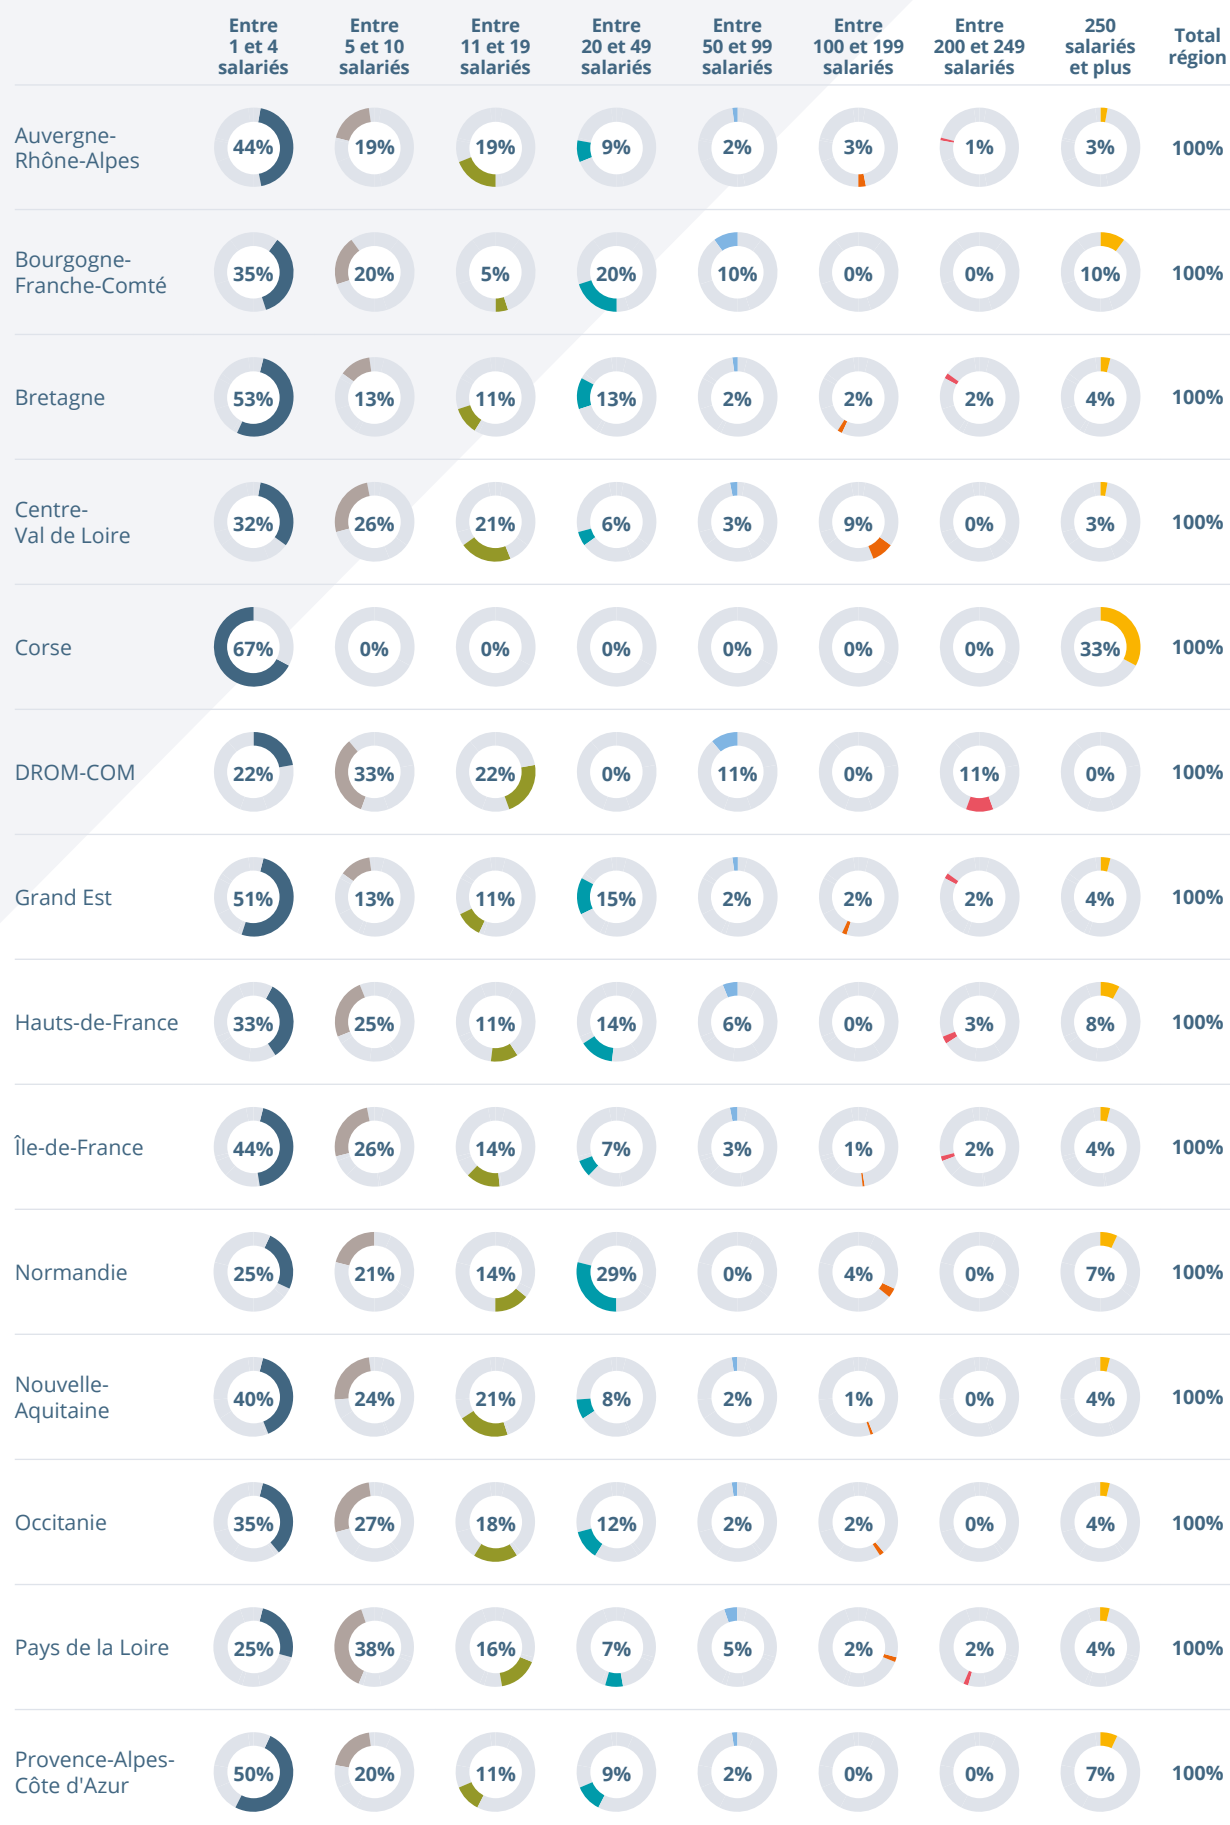 Entre
1 et 4
salariés
Entre
5 et 10
salariés
Entre
11 et 19
salariés
Entre
20 et 49
salariés
Entre
50 et 99
salariés
Entre
100 et 199
salariés
Entre
200 et 249
salariés
250
salariés
et plus
Total
région
Auvergne-
Rhône-Alpes
44% 19% 19% 9% 2% 3% 1% 3% 100%
Bourgogne-
Franche-Comté
35% 20% 5% 20% 10% 0% 0% 10% 100%
Bretagne 53% 13% 11% 13% 2% 2% 2% 4% 100%
Centre-
Val de Loire
32% 26% 21% 6% 3% 9% 0% 3% 100%
Corse 67% 0% 0% 0% 0% 0% 0% 33% 100%
DROM-COM 22% 33% 22% 0% 11% 0% 11% 0% 100%
Grand Est 51% 13% 11% 15% 2% 2% 2% 4% 100%
Hauts-de-France 33% 25% 11% 14% 6% 0% 3% 8% 100%
Île-de-France 44% 26% 14% 7% 3% 1% 2% 4% 100%
Normandie 25% 21% 14% 29% 0% 4% 0% 7% 100%
Nouvelle-
Aquitaine
40% 24% 21% 8% 2% 1% 0% 4% 100%
Occitanie 35% 27% 18% 12% 2% 2% 0% 4% 100%
Pays de la Loire 25% 38% 16% 7% 5% 2% 2% 4% 100%
Provence-Alpes-
Côte d'Azur
50% 20% 11% 9% 2% 0% 0% 7% 100%